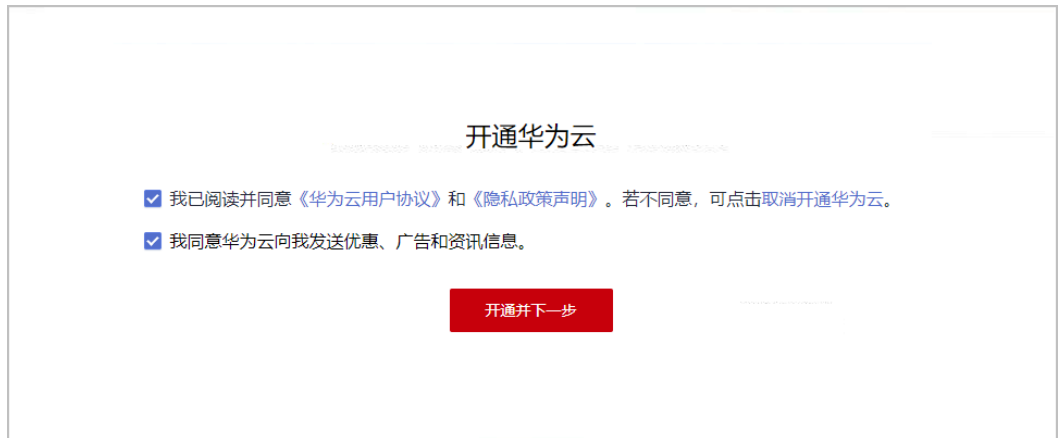 开通华为云
我已阅读并同意《华为云用户协议》和《隐私政策声明》。若不同意，可点击取消开通华为云。
我同意华为云向我发送优惠、广告和资讯信息。
开通并下一步